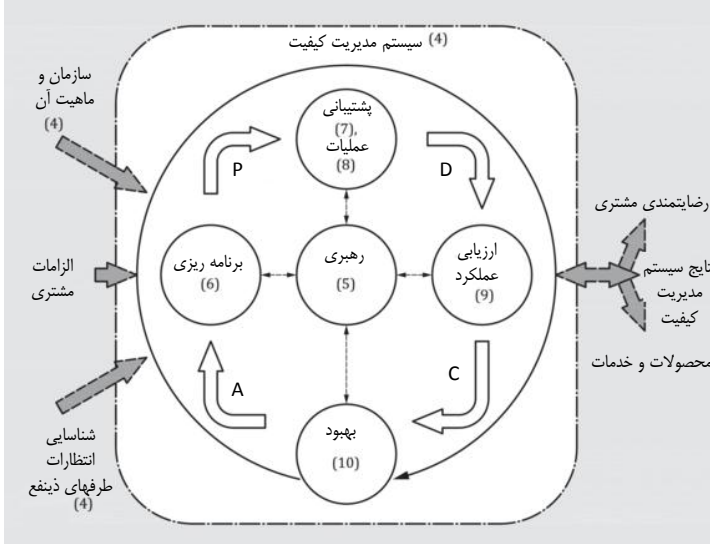 سیستم مدیریت کیفیت (4)
سازمان و
ماهیت آن
(4)
پشتیبانی
(7),
عملیات
(8)
P
D
رضایتمندی مشتری
الزامات
مشتری
برنامه ریزی
(6)
رهبری
(5)
ارزیابی
عملکرد
(9)
تایج سیستم
مدیریت
کیفیت
محصولات و خدمات
A
C
بهبود
(10)
شناسایی
انتظارات
طرفهای ذینفع
(4)